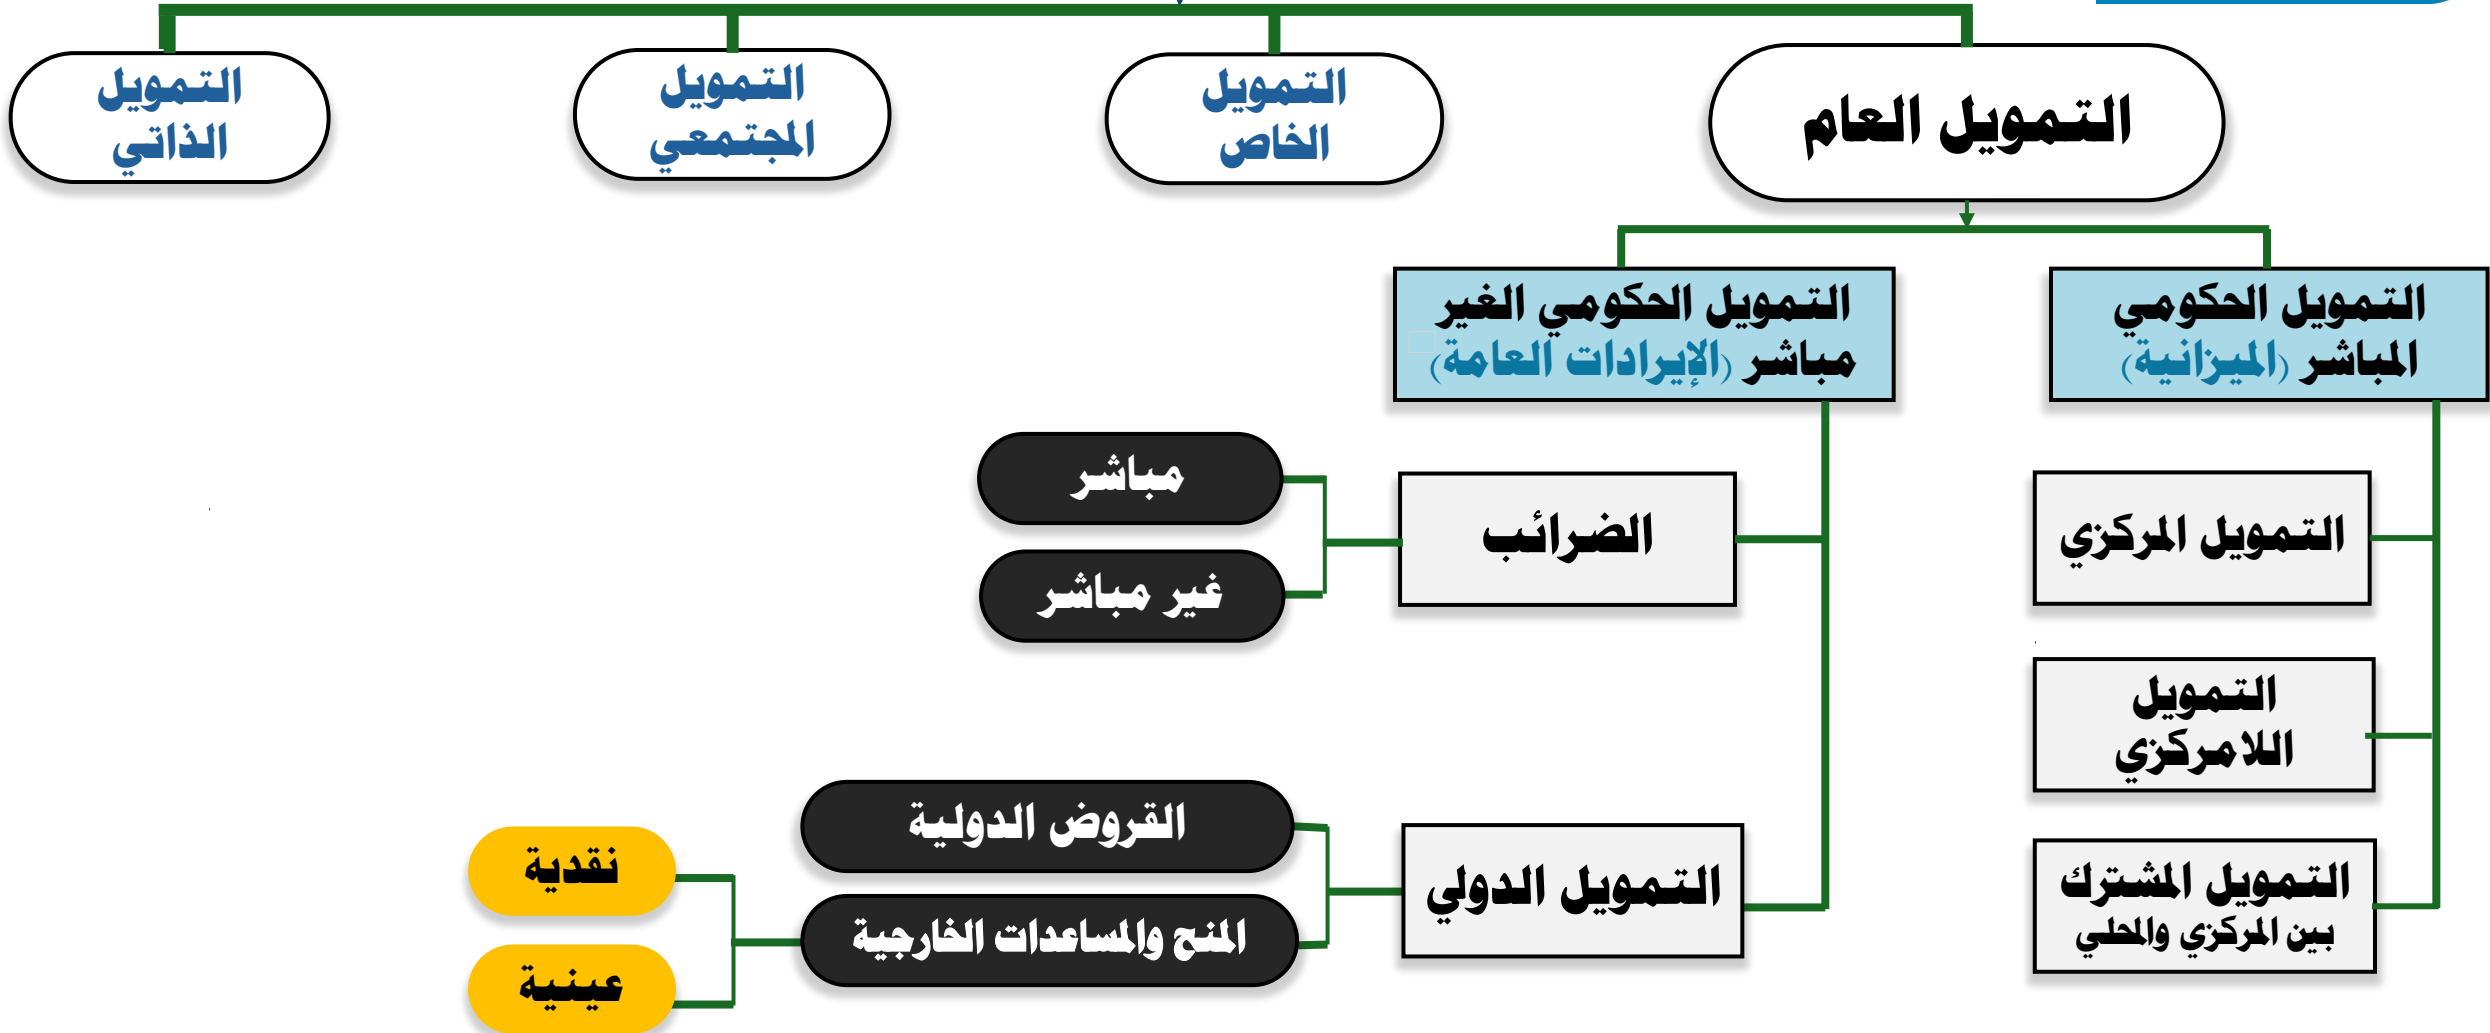 التمويل العام
التمويل
الخاص
التمويل
المجتمعي
التمويل
الذاتي
التمويل الحكومي
المباشر (الميزانية)
التمويل الحكومي الغير
مباشر (الإيرادات العامة)
التمويل المركزي
التمويل
اللامركزي
التمويل المشترك
بين المركزي والمحلي
الضرائب
مباشر
غير مباشر
التمويل الدولي
القروض الدولية
المنح والمساعدات الخارجية
نقدية
عينية